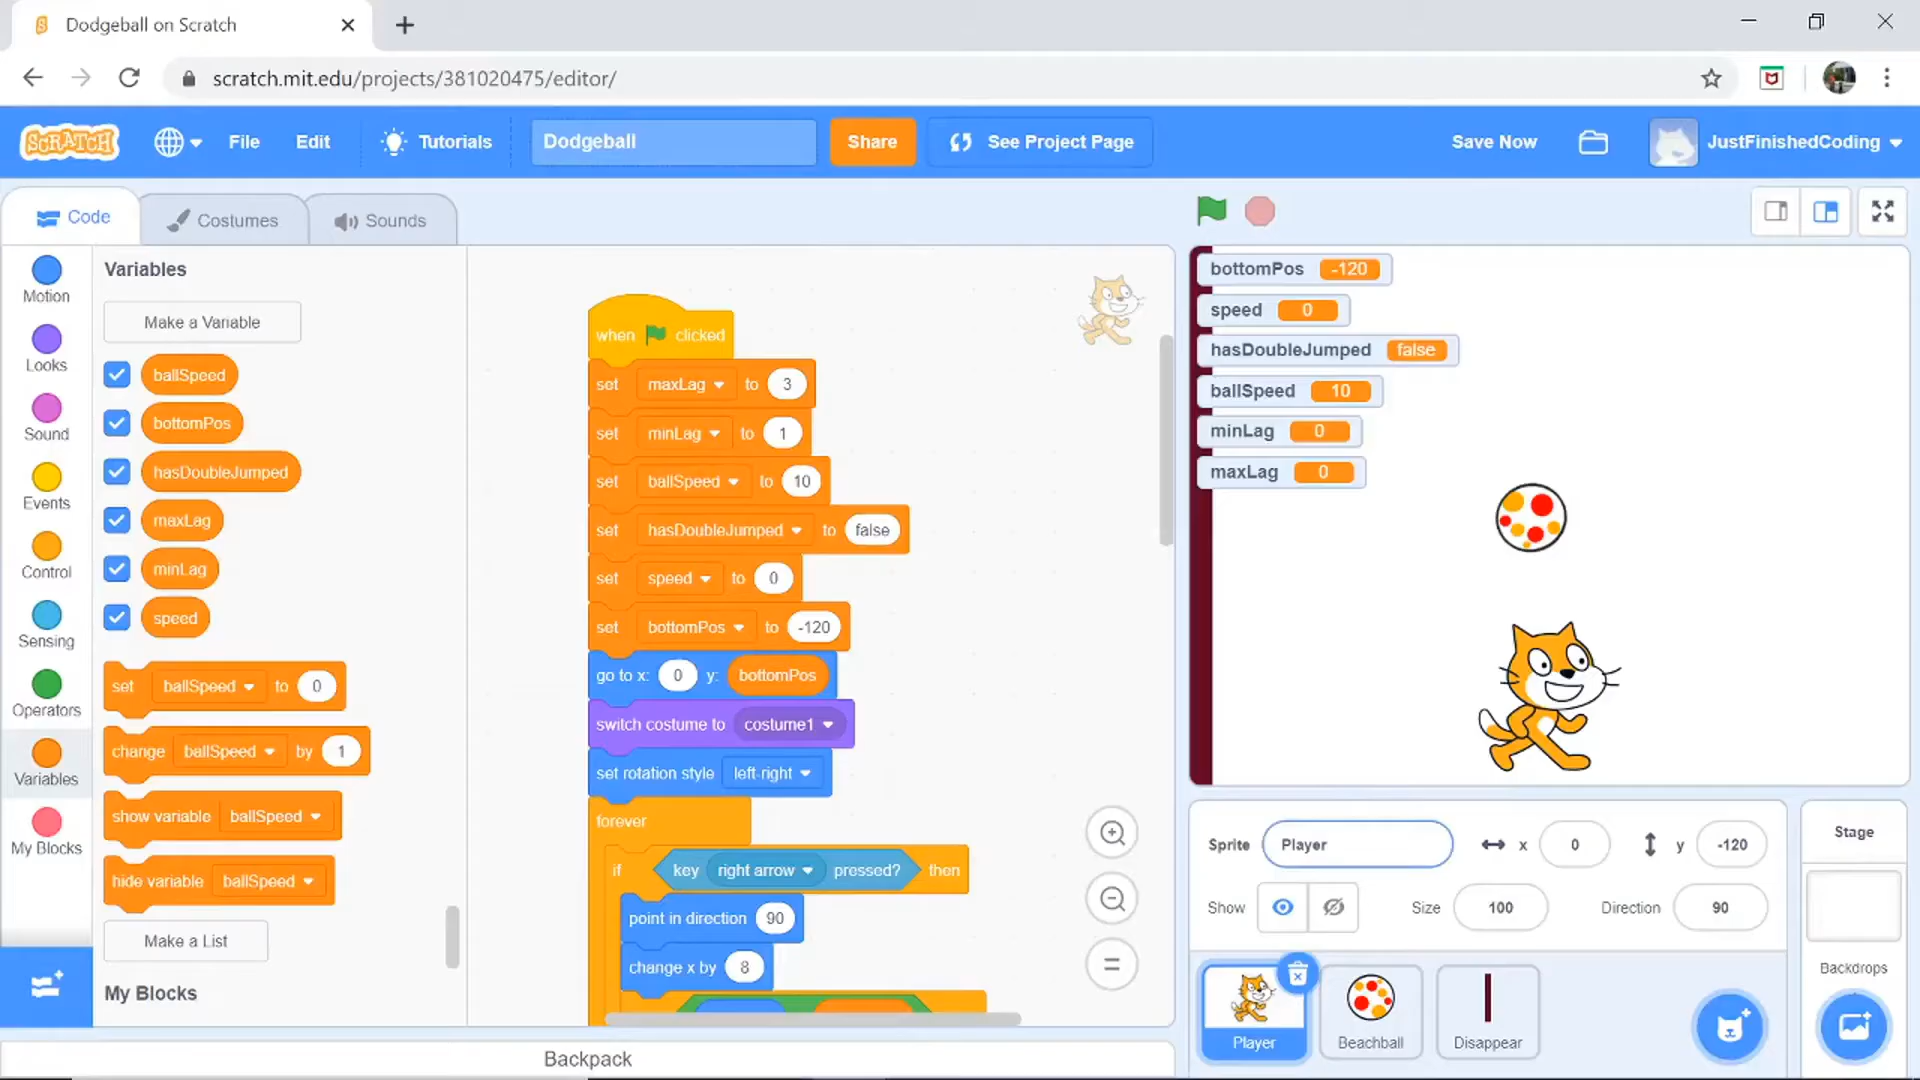 Dodgeball on Scratch
scratch.mit.edu/projects/381020475/editor/
SCRATCH File Edit Tutorials Dodgeball Share See Project Page Save Now JustFinishedCoding
Code Costumes Sounds
Motion
Looks
Sound
Events
Control
Sensing
Operators
Variables
My Blocks
Variables
Make a Variable
ballSpeed
bottomPos
hasDoubleJumped
maxLag
minLag
speed
set ballSpeed to 0
change ballSpeed by 1
show variable ballSpeed
hide variable ballSpeed
Make a List
My Blocks
when clicked
set maxLag to 3
set minLag to 1
set ballSpeed to 10
set hasDoubleJumped to false
set speed to 0
set bottomPos to -120
go to x: 0 y: bottomPos
switch costume to costume1
set rotation style left-right
forever
if key right arrow pressed? then
point in direction 90
change x by 8
Backpack
bottomPos -120
speed 0
hasDoubleJumped false
ballSpeed 10
minLag 0
maxLag 0
Sprite Player x 0 y -120
Show Size 100 Direction 90
Player Beachball Disappear
Stage
Backdrops